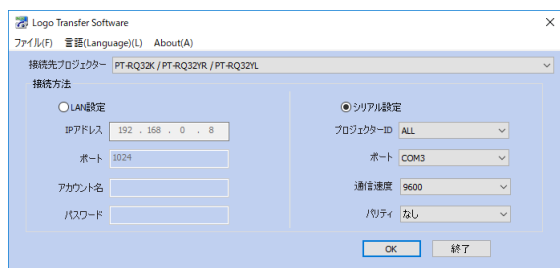 Logo Transfer Software
ファイル(F) 言語(Language)(L) About(A)
接続先プロジェクター PT-RQ32K / PT-RQ32YR / PT-RQ32YL
接続方法
LAN設定
IPアドレス 192 . 168 . 0 . 8
ポート 1024
アカウント名
パスワード
シリアル設定
プロジェクターID ALL
ポート COM3
通信速度 9600
パリティ なし
OK 終了